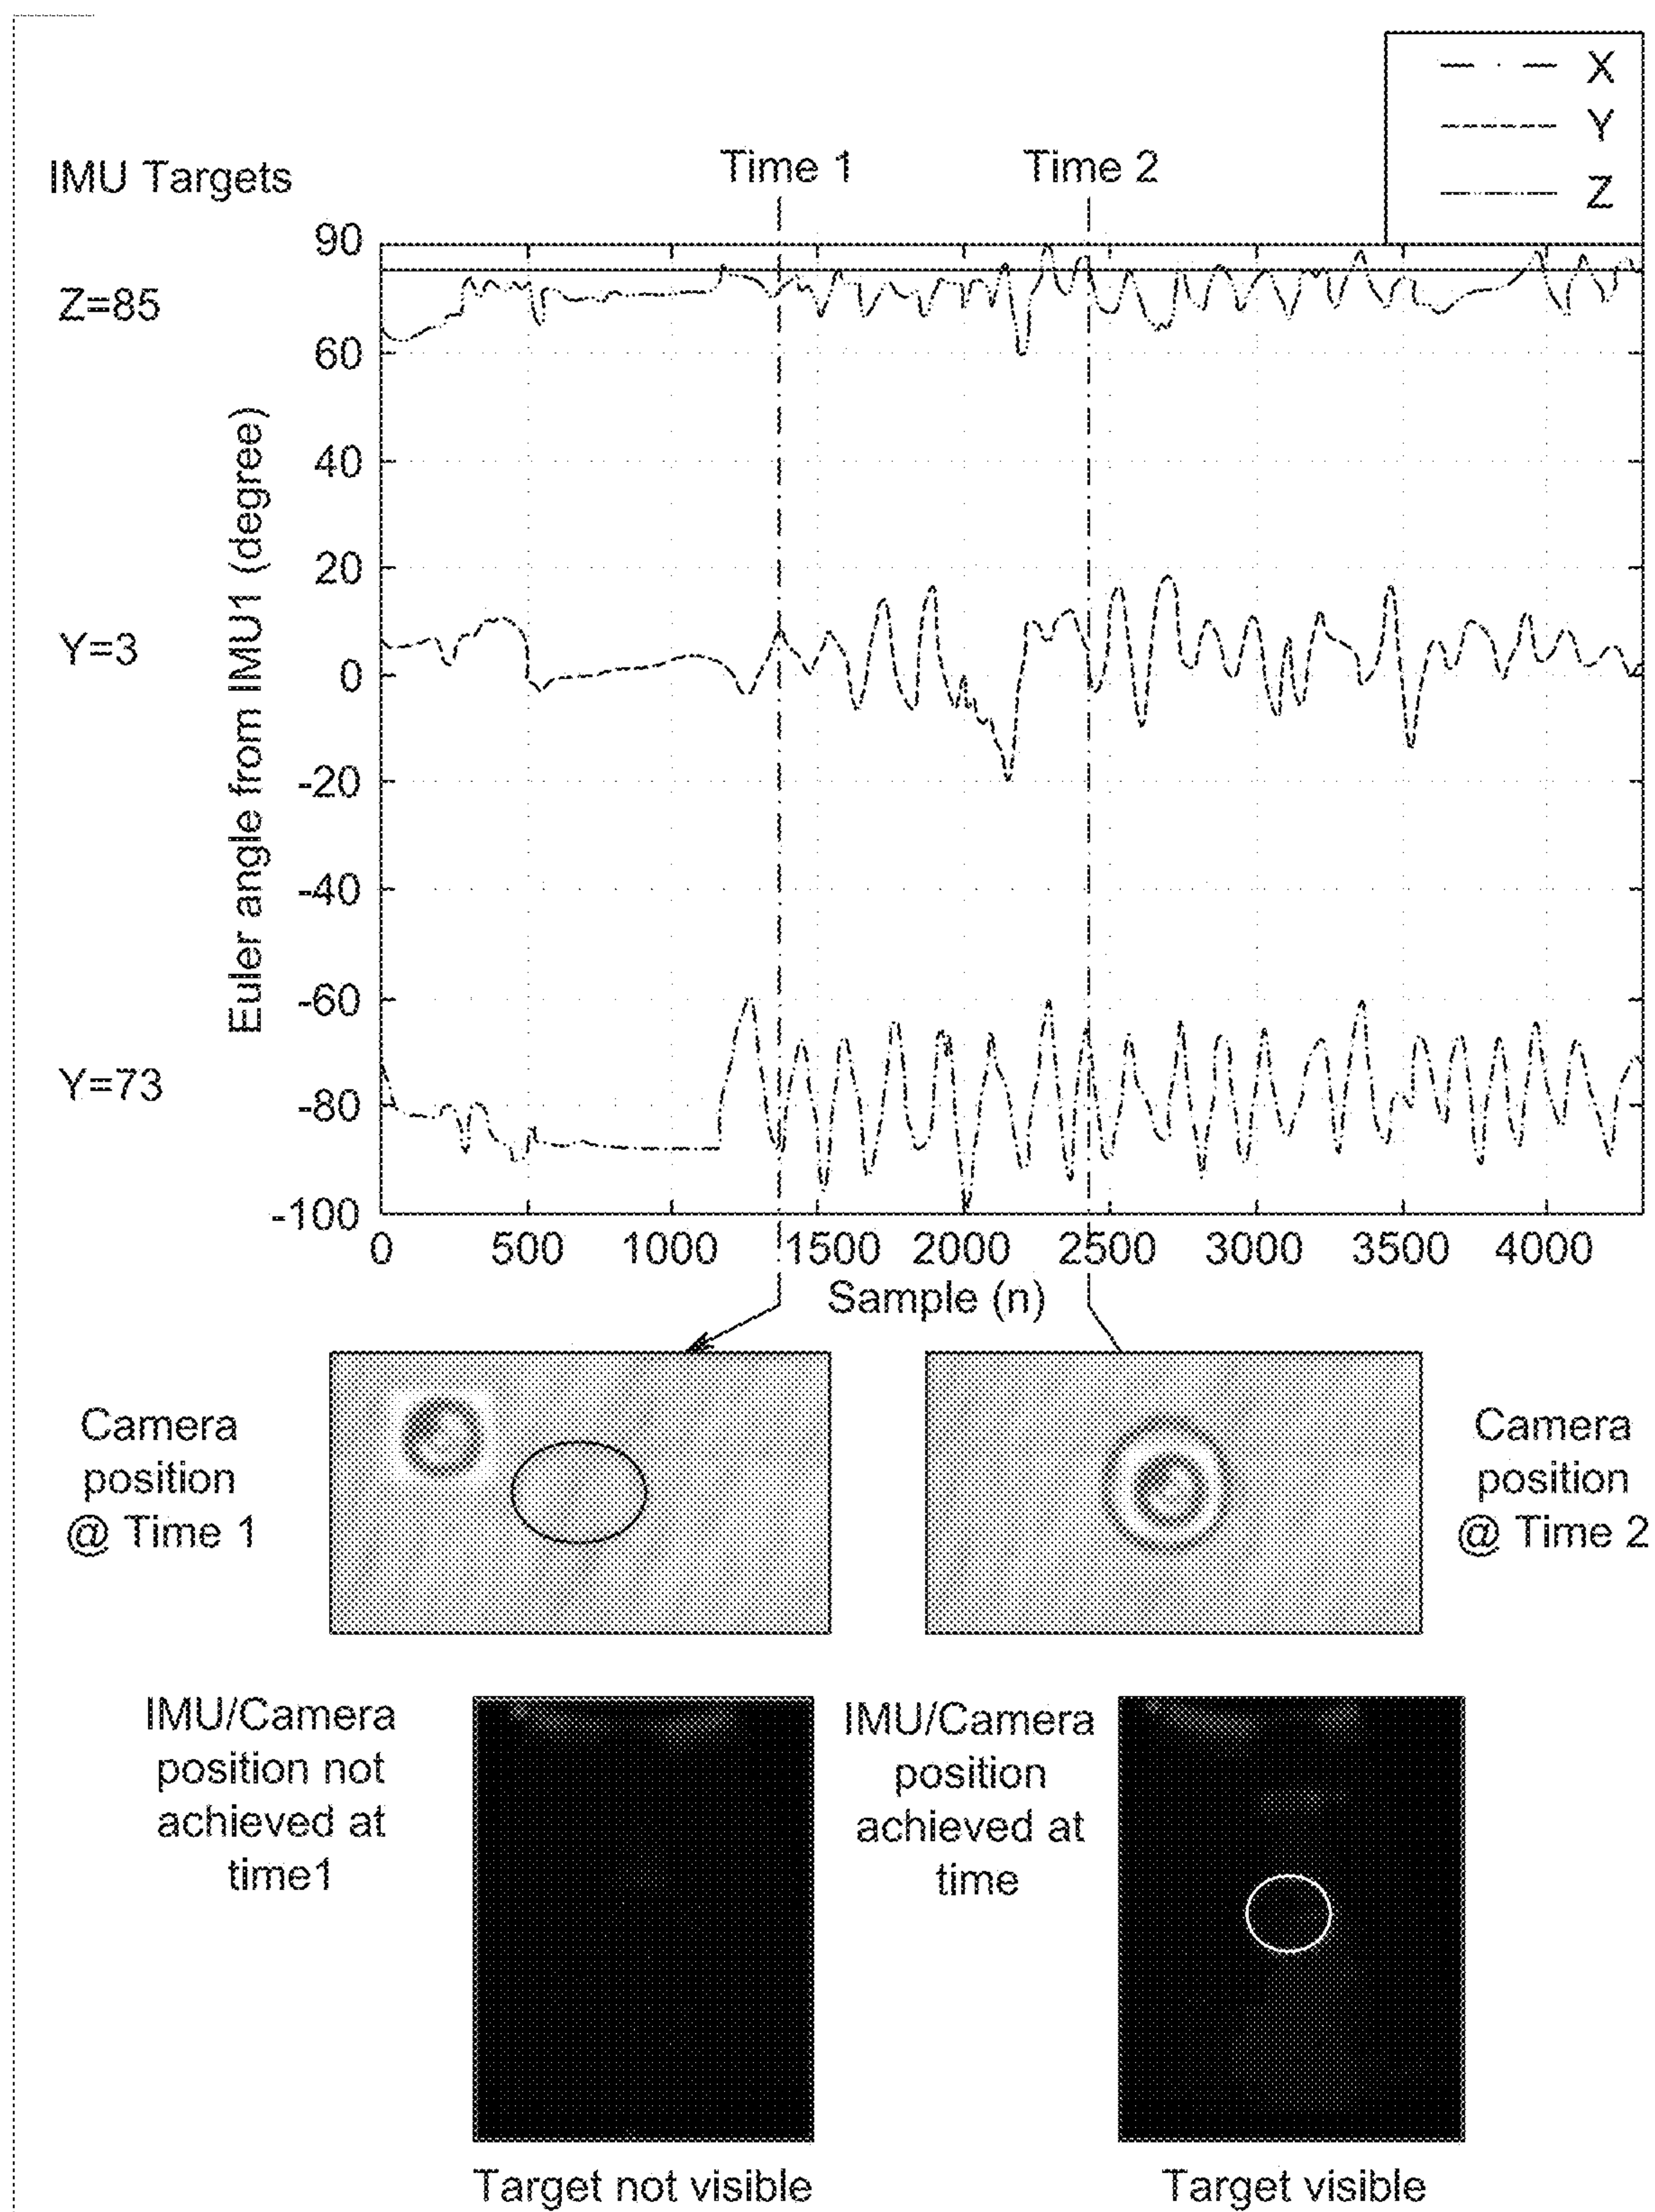 X
Y
Z
IMU Targets
Time 1
Time 2
Z=85
Y=3
Y=73
Euler angle from IMU1 (degree)
90
60
40
20
0
-20
-40
-60
-80
-100
0 500 1000 1500 2000 2500 3000 3500 4000
Sample (n)
Camera
position
@ Time 1
Camera
position
@ Time 2
IMU/Camera
position not
achieved at
time1
IMU/Camera
position
achieved at
time
Target not visible
Target visible